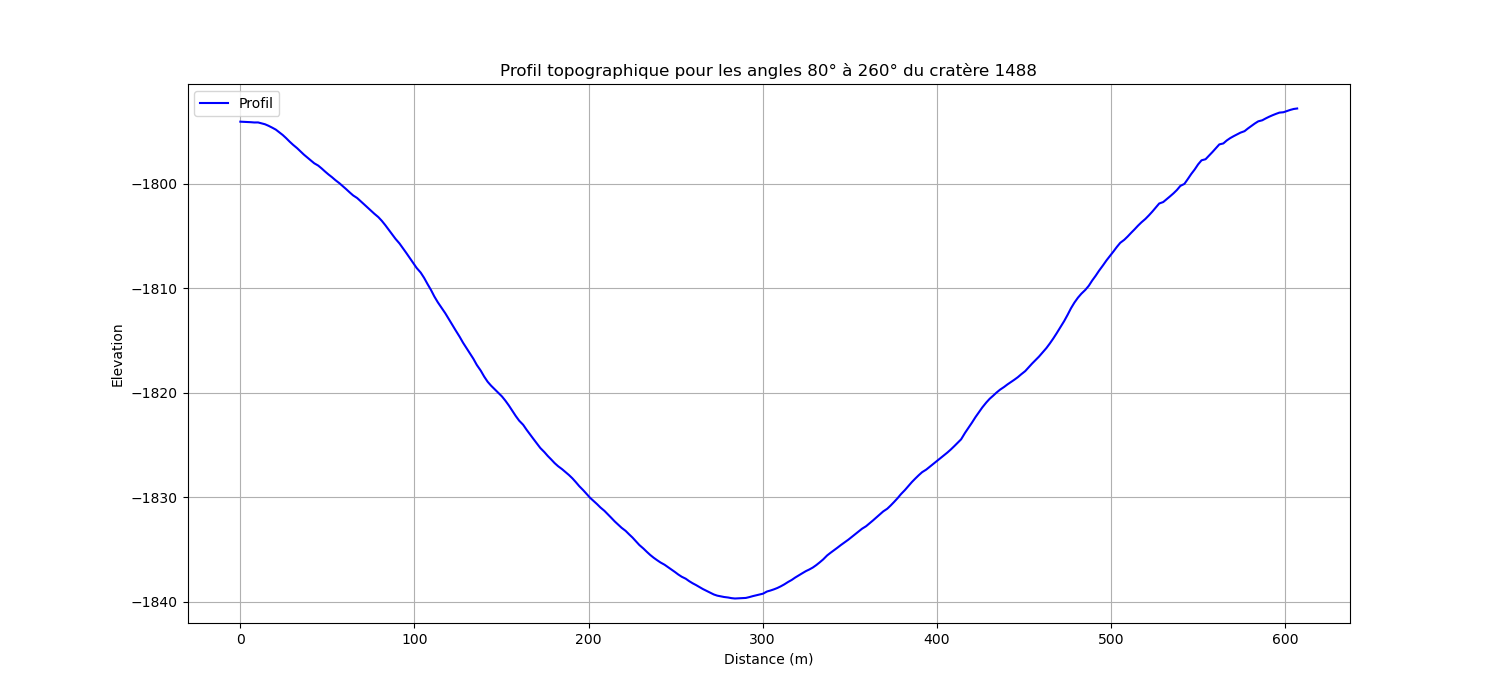 Profil topographique pour les angles 80° à 260° du cratère 1488
Profil
−1800
−1810
−1820
−1830
−1840
Elevation
0 100 200 300 400 500 600
Distance (m)